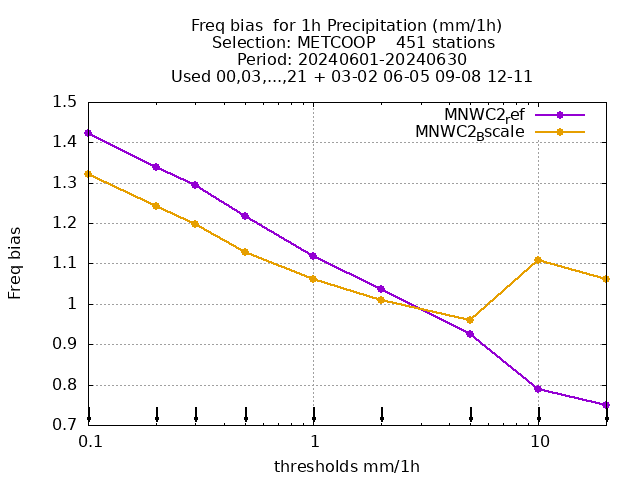 Freq bias  for 1h Precipitation (mm/1h)
Selection: METCOOP    451 stations
Period: 20240601-20240630
Used 00,03,...,21 + 03-02 06-05 09-08 12-11
MNWC2ref
MNWC2Bscale
1.5
1.4
1.3
1.2
1.1
1
0.9
0.8
0.7
Freq bias
0.1 1 10
thresholds mm/1h